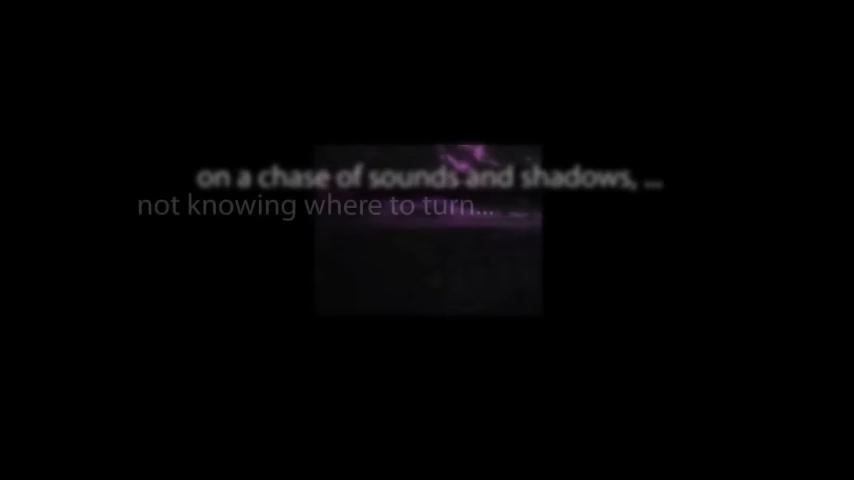 on a chase of sounds and shadows, ...
not knowing where to turn...